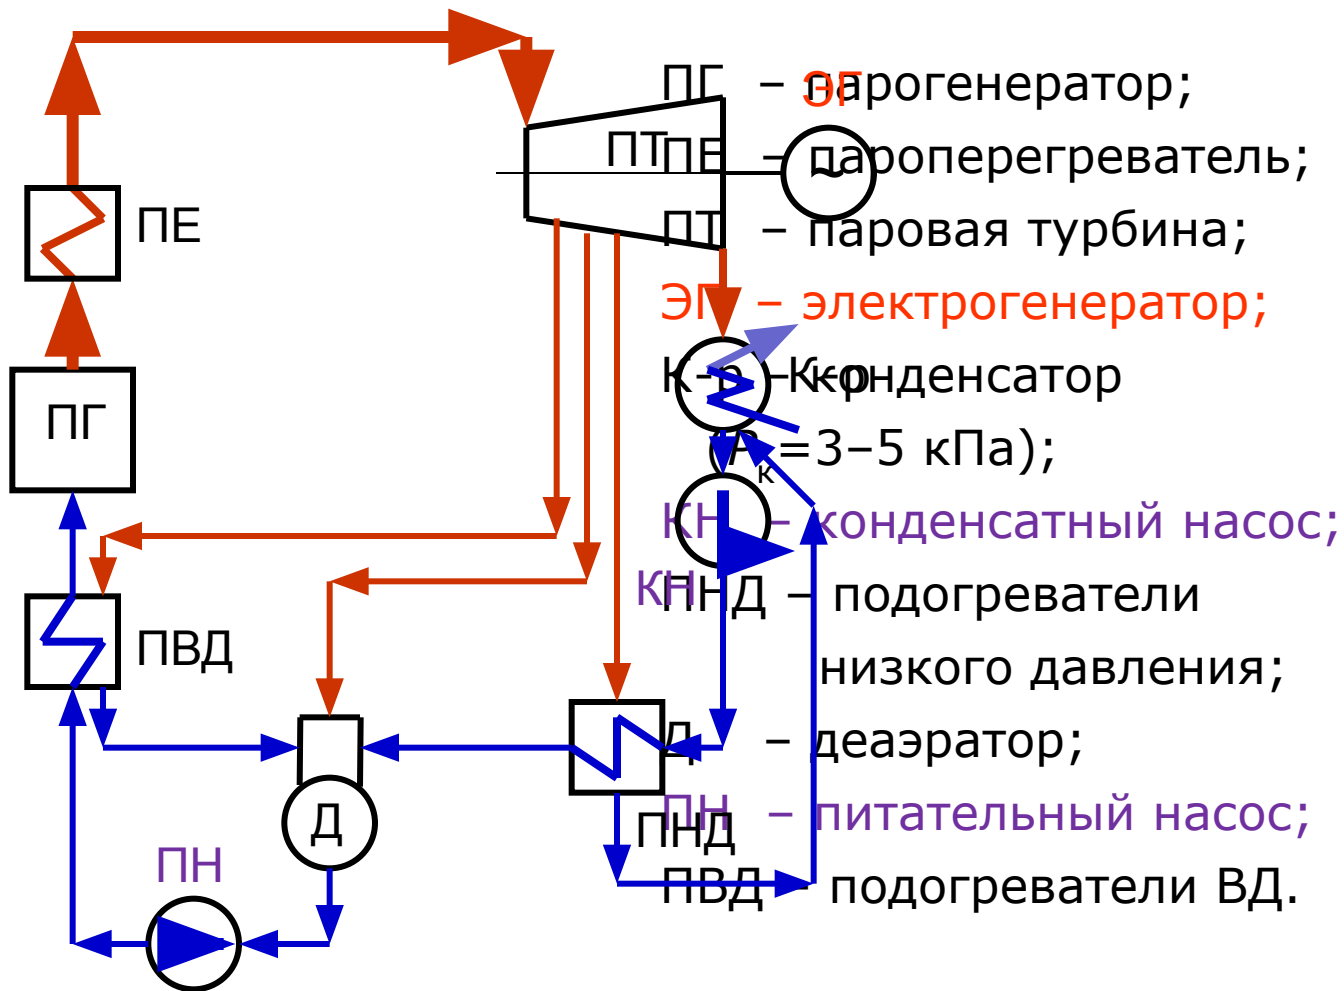 ПГ – парогенератор;
ЭГ
ПТ
ПЕ – пароперегреватель;
~
ПЕ
ПТ – паровая турбина;
ЭГ – электрогенератор;
К-р – конденсатор
К-р
ПГ
(Pк=3–5 кПа);
КН – конденсатный насос;
КН
ПНД – подогреватели
ПВД
низкого давления;
Д – деаэратор;
ПН – питательный насос;
Д
ПНД
ПН
ПВД – подогреватели ВД.